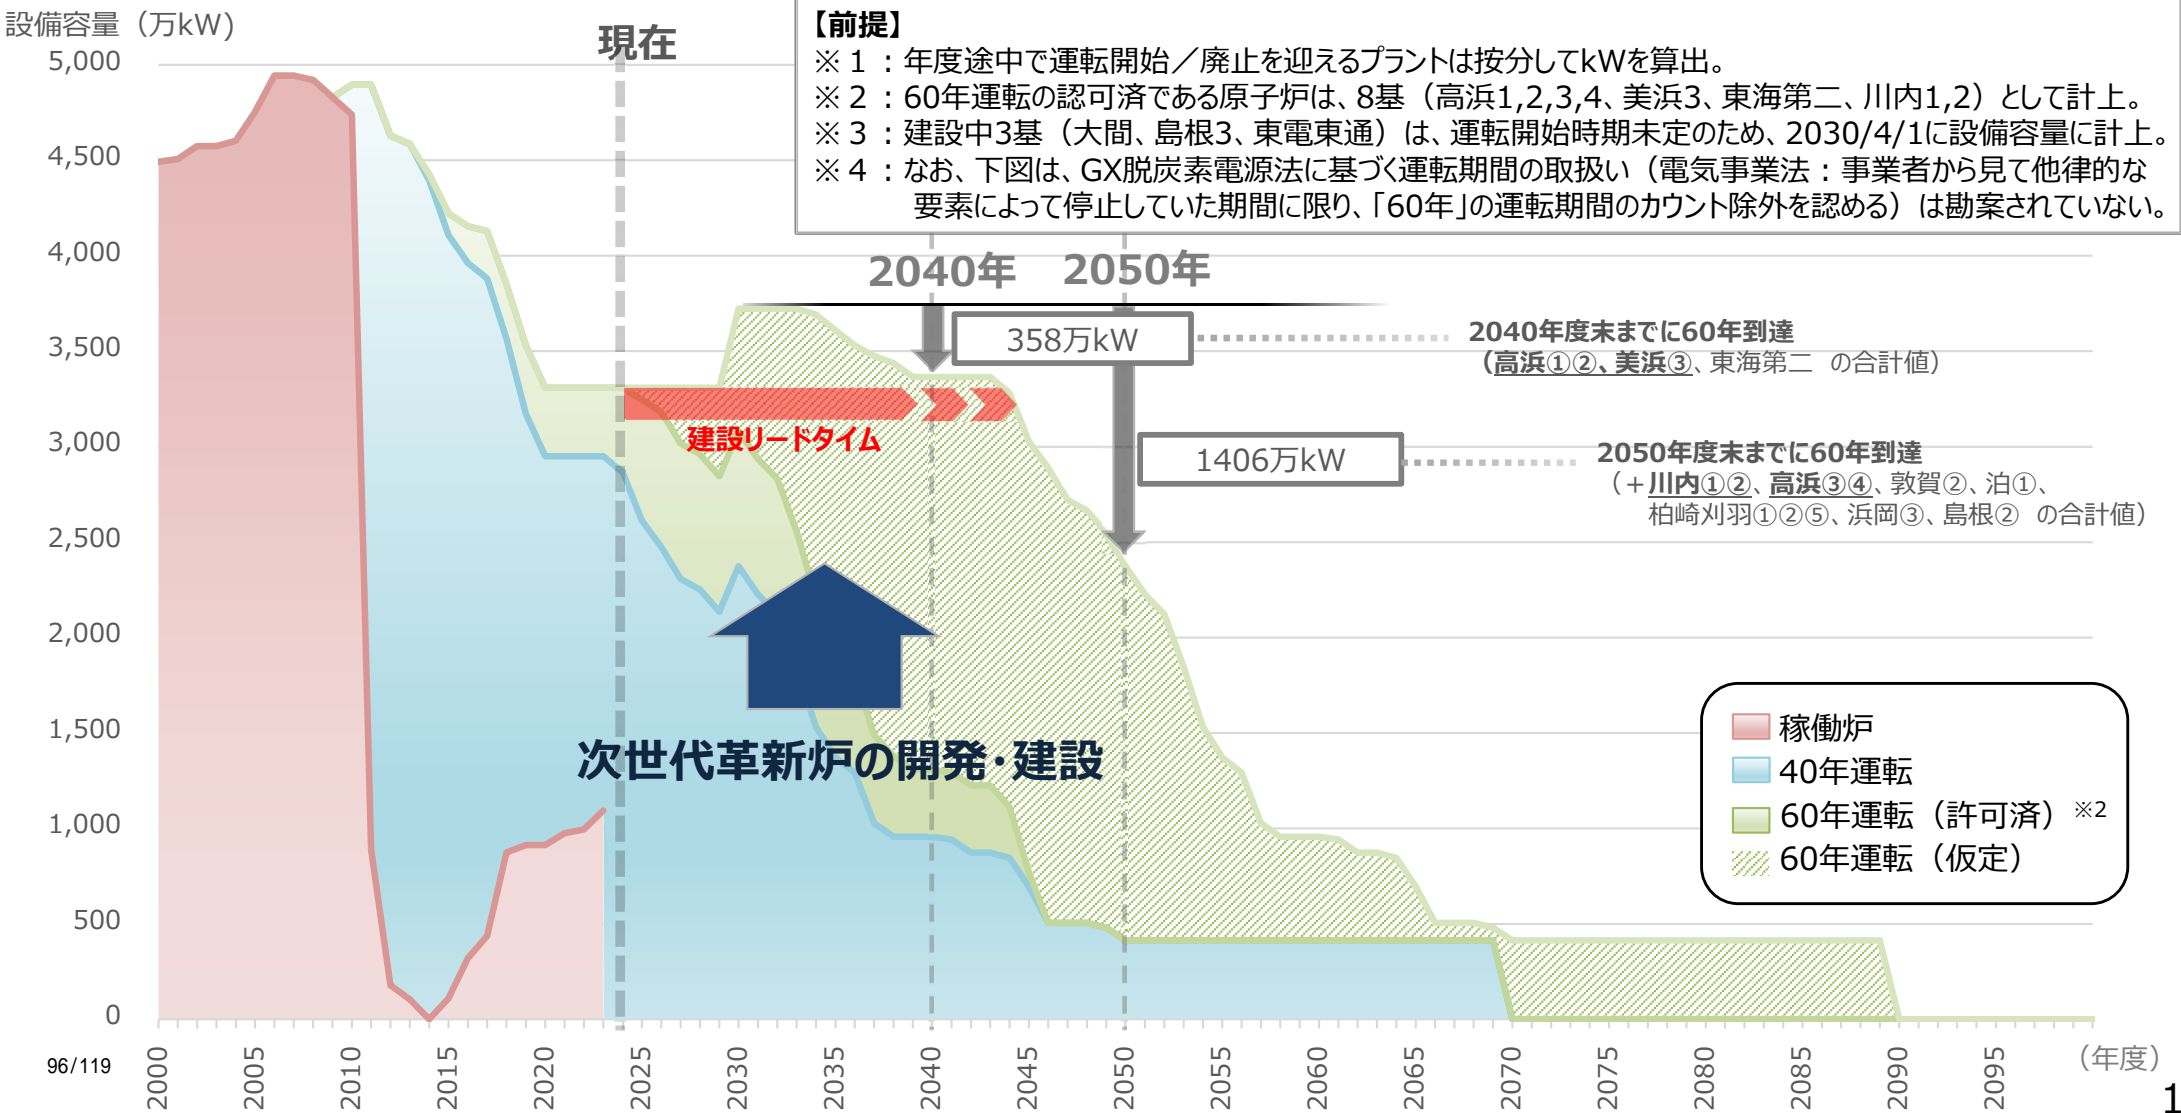 設備容量（万kW)
現在
【前提】
※１：年度途中で運転開始／廃止を迎えるプラントは按分してkWを算出。
※２：60年運転の認可済である原子炉は、8基（高浜1,2,3,4、美浜3、東海第二、川内1,2）として計上。
※３：建設中3基（大間、島根3、東電東通）は、運転開始時期未定のため、2030/4/1に設備容量に計上。
※４：なお、下図は、GX脱炭素電源法に基づく運転期間の取扱い（電気事業法：事業者から見て他律的な
要素によって停止していた期間に限り、「60年」の運転期間のカウント除外を認める）は勘案されていない。
5,000
4,500
4,000
3,500
3,000
2,500
2,000
1,500
1,000
500
0
2040年
2050年
358万kW
2040年度末までに60年到達
（高浜①②、美浜③、東海第二 の合計値）
建設リードタイム
1406万kW
2050年度末までに60年到達
（＋川内①②、高浜③④、敦賀②、泊①、
柏崎刈羽①②⑤、浜岡③、島根② の合計値）
次世代革新炉の開発・建設
稼働炉
40年運転
60年運転（許可済）※2
60年運転（仮定）
2000
2005
2010
2015
2020
2025
2030
2035
2040
2045
2050
2055
2060
2065
2070
2075
2080
2085
2090
2095
（年度）
96/119
1